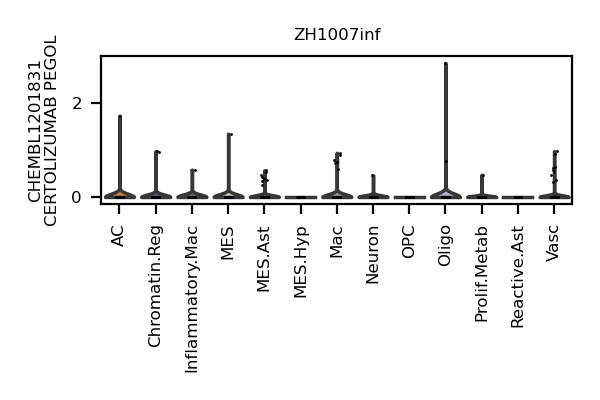 ZH1007inf
CHEMBL1201831
CERTOLIZUMAB PEGOL
2
0
AC
Chromatin.Reg
Inflammatory.Mac
MES
MES.Ast
MES.Hyp
Mac
Neuron
OPC
Oligo
Prolif.Metab
Reactive.Ast
Vasc